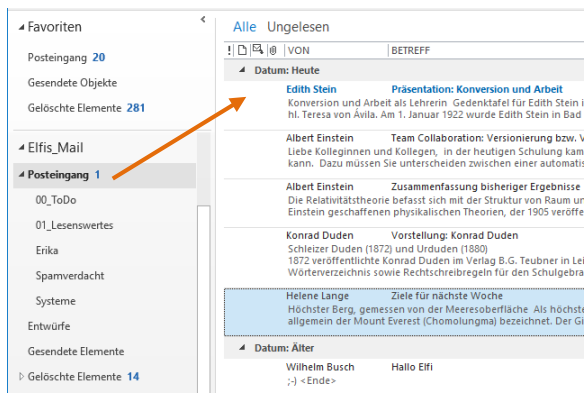 Favoriten
Posteingang 20
Gesendete Objekte
Gelöschte Elemente 281
Elfis_Mail
Posteingang 1
00_ToDo
01_Lesenswertes
Erika
Spamverdacht
Systeme
Entwürfe
Gesendete Elemente
Gelöschte Elemente 14
Alle Ungelesen
! VON BETREFF
Datum: Heute
Edith Stein Präsentation: Konversion und Arbeit
Konversion und Arbeit als Lehrerin Gedenktafel für Edith Stein i
hl. Teresa von Ávila. Am 1. Januar 1922 wurde Edith Stein in Bad
Albert Einstein Team Collaboration: Versionierung bzw. V
Liebe Kolleginnen und Kollegen, in der heutigen Schulung kam
kann. Dazu müssen Sie unterscheiden zwischen einer automatis
Albert Einstein Zusammenfassung bisheriger Ergebnisse
Die Relativitätstheorie befasst sich mit der Struktur von Raum un
Einstein geschaffenen physikalischen Theorien, der 1905 veröffe
Konrad Duden Vorstellung: Konrad Duden
Schleizer Duden (1872) und Urduden (1880)
1872 veröffentlichte Konrad Duden im Verlag B.G. Teubner in Lei
Wörterverzeichnis sowie Rechtschreibregeln für den Schulgebra
Helene Lange Ziele für nächste Woche
Höchster Berg, gemessen von der Meeresoberfläche Als höchste
allgemein der Mount Everest (Chomolungma) bezeichnet. Der Gi
Datum: Älter
Wilhelm Busch Hallo Elfi
;-) <Ende>